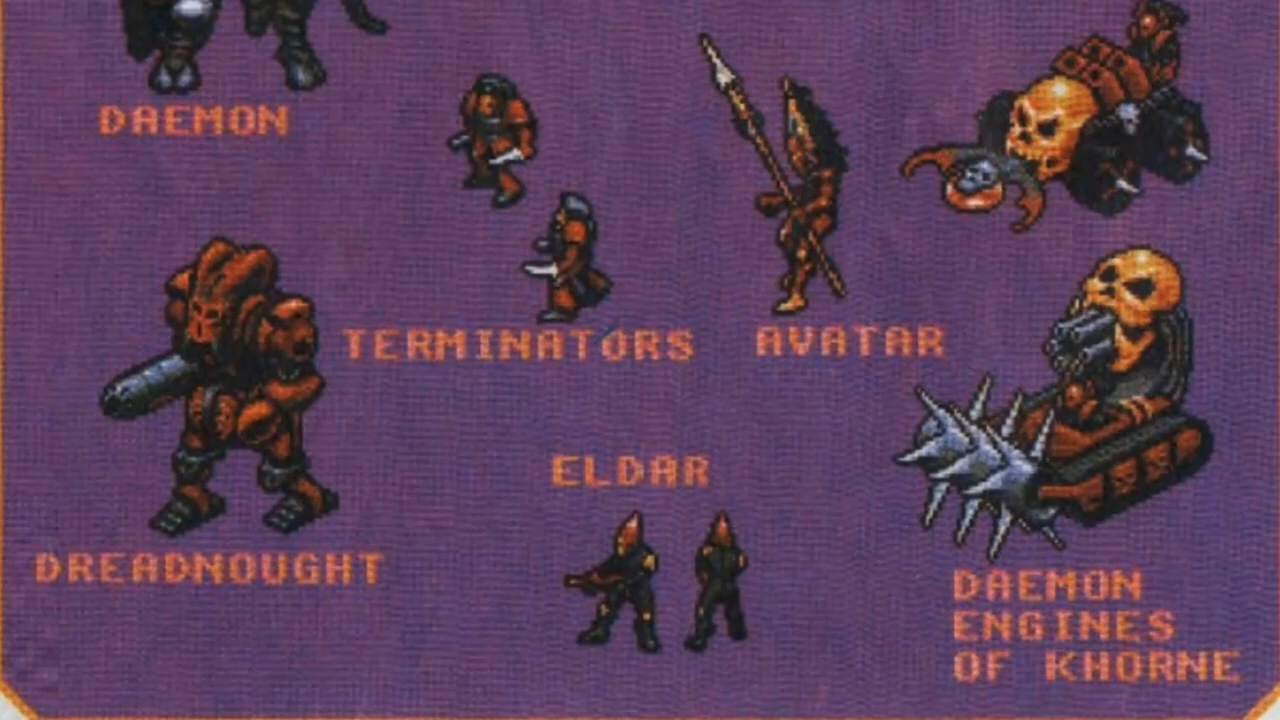 DAEMON
TERMINATORS
AVATAR
ELDAR
DREADNOUGHT
DAEMON
ENGINES
OF KHORNE